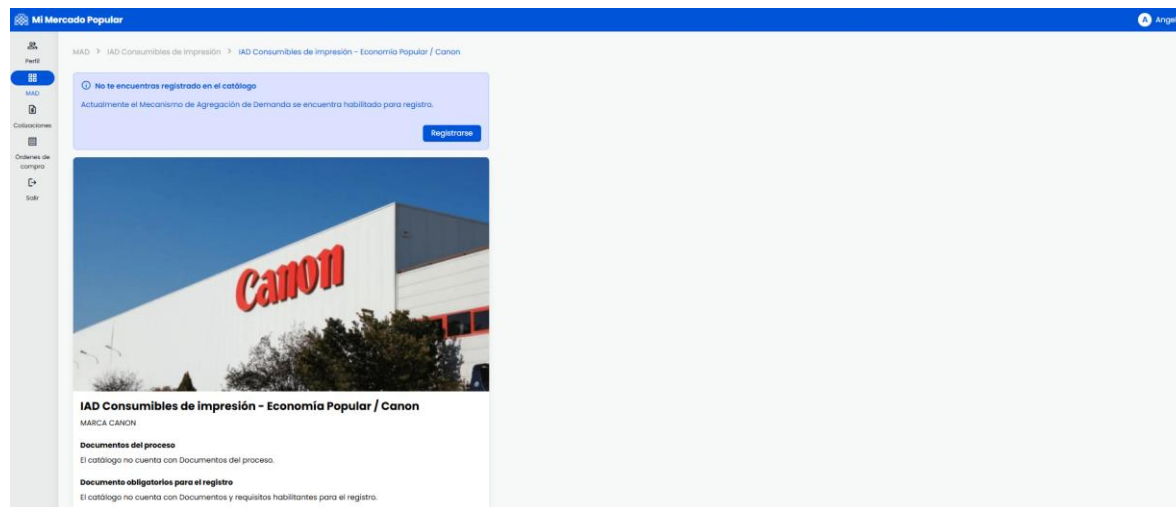 Mi Mercado Popular
A Angel
Perfil
MAD
Cotizaciones
Órdenes de
compra
Salir
MAD > IAD Consumibles de Impresión > IAD Consumibles de impresión - Economía Popular / Canon
No te encuentras registrado en el catálogo
Actualmente el Mecanismo de Agregación de Demanda se encuentra habilitado para registro.
Registrarse
Canon
IAD Consumibles de impresión - Economía Popular / Canon
MARCA CANON
Documentos del proceso
El catálogo no cuenta con Documentos del proceso.
Documento obligatorios para el registro
El catálogo no cuenta con Documentos y requisitos habilitantes para el registro.